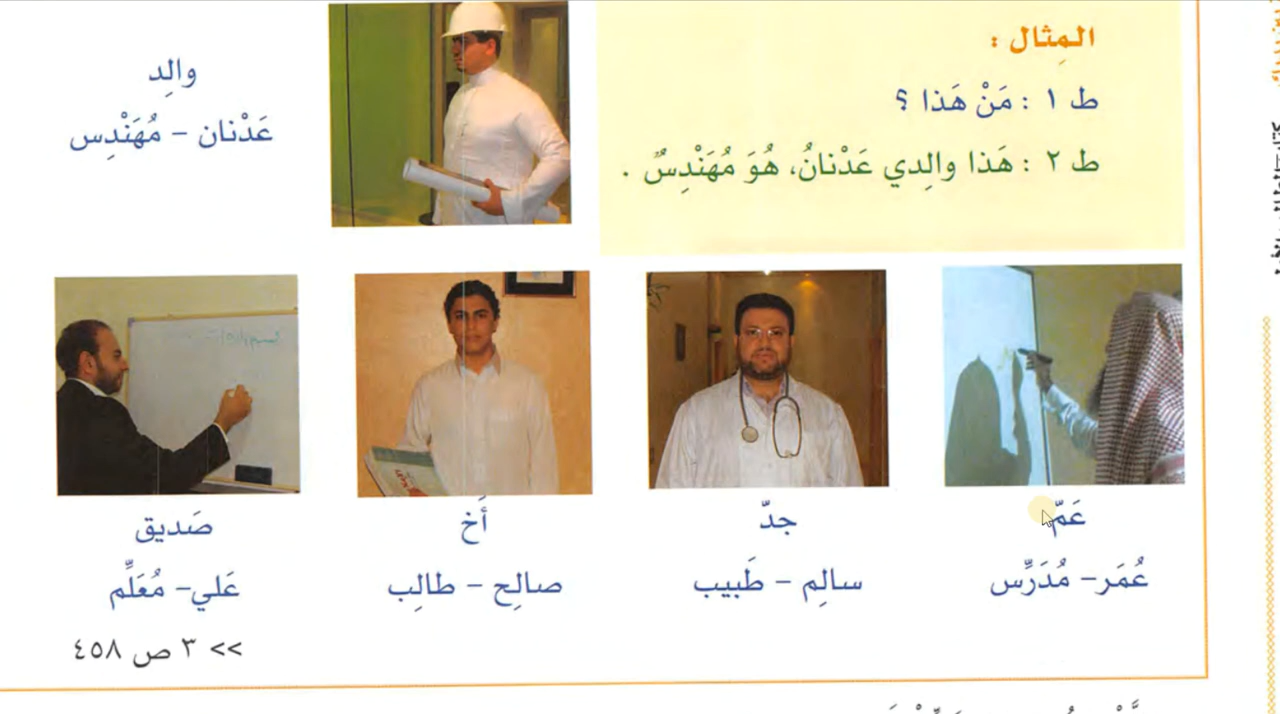 المِثال :
ط ١ : مَنْ هَذا ؟
ط ٢ : هَذا والِدي عَدْنانُ، هُوَ مُهَنْدِسٌ .
والِد
عَدْنان – مُهَنْدِس
عَمّ
عُمَر– مُدَرِّس
جدّ
سالِم – طَبيب
أَخ
صالِح – طالِب
صَديق
عَلي– مُعَلِّم
>> ٣ ص ٤٥٨